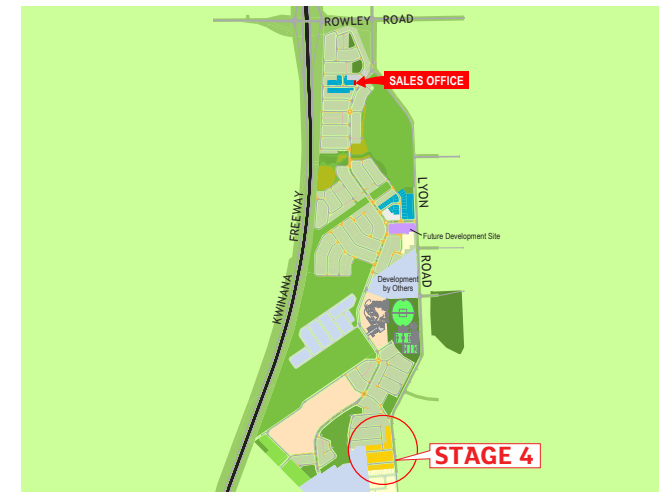 ROWLEY ROAD
SALES OFFICE
LYON ROAD
KWINANA FREEWAY
Future Development Site
Development
by Others
STAGE 4